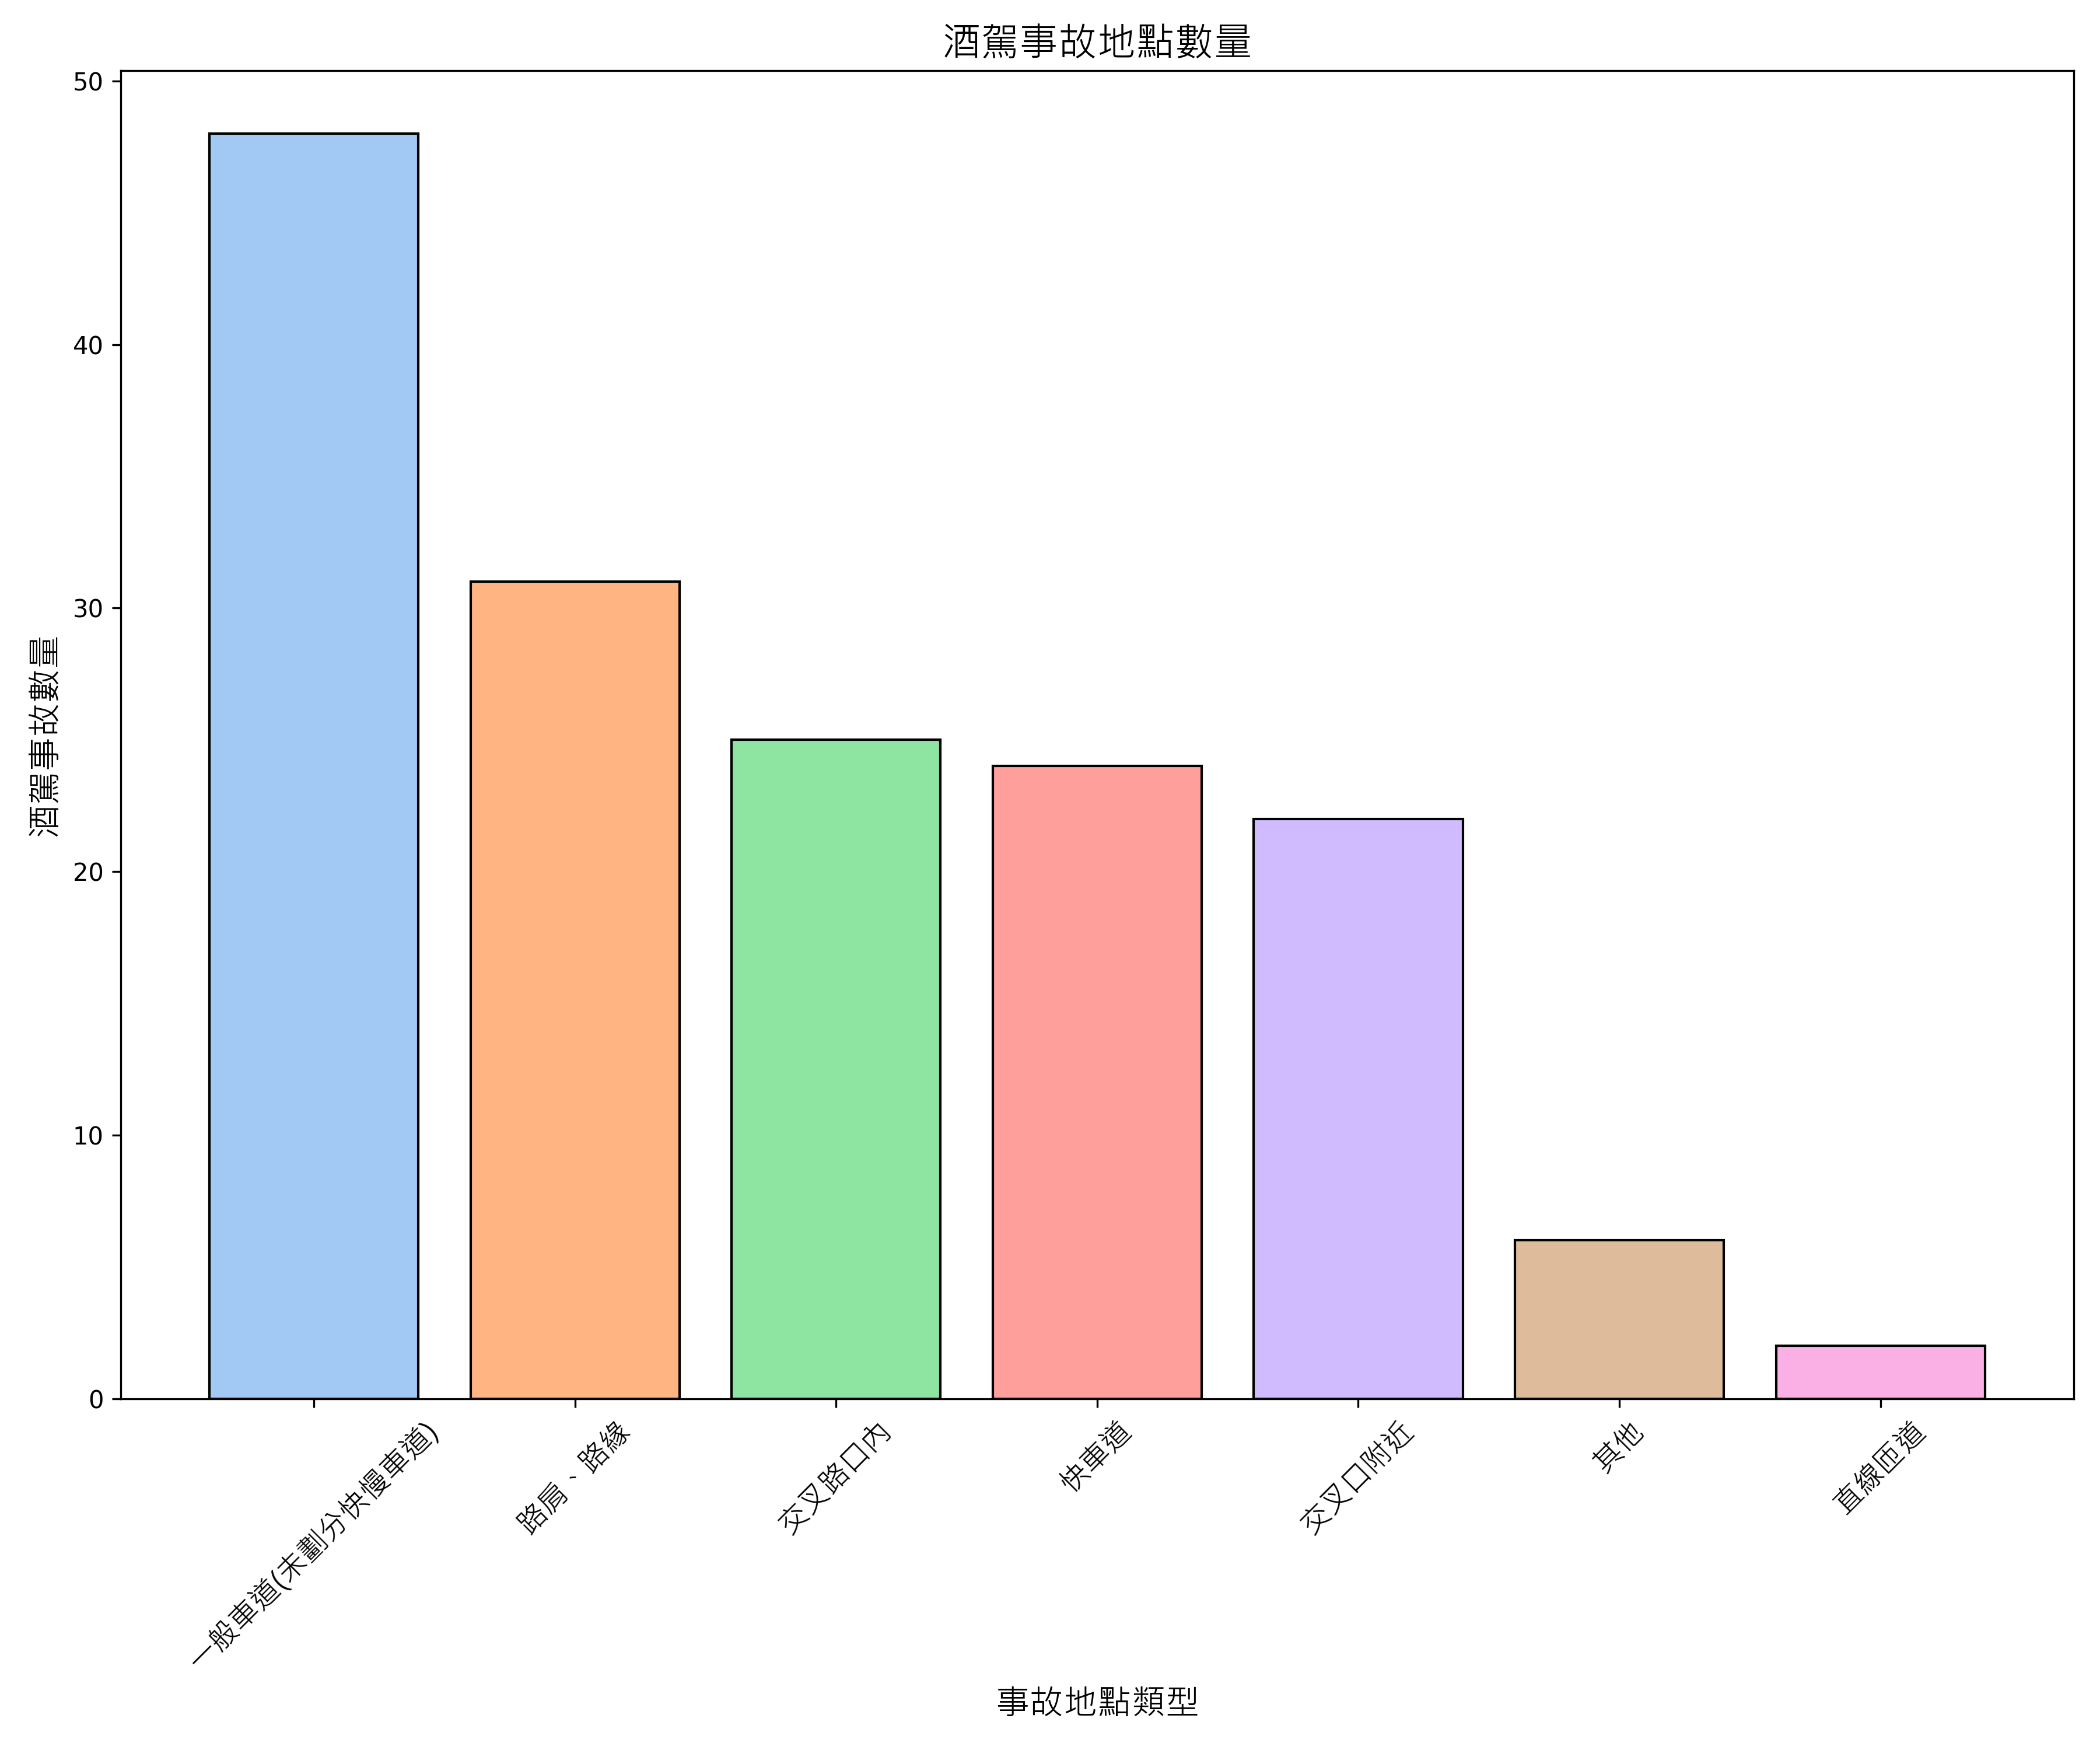 酒駕事故地點數量
50
40
30
20
10
0
酒駕事故數量
一般車道(未劃分快慢車道)
路肩、路緣
交叉路口內
快車道
交叉口附近
其他
直線匝道
事故地點類型